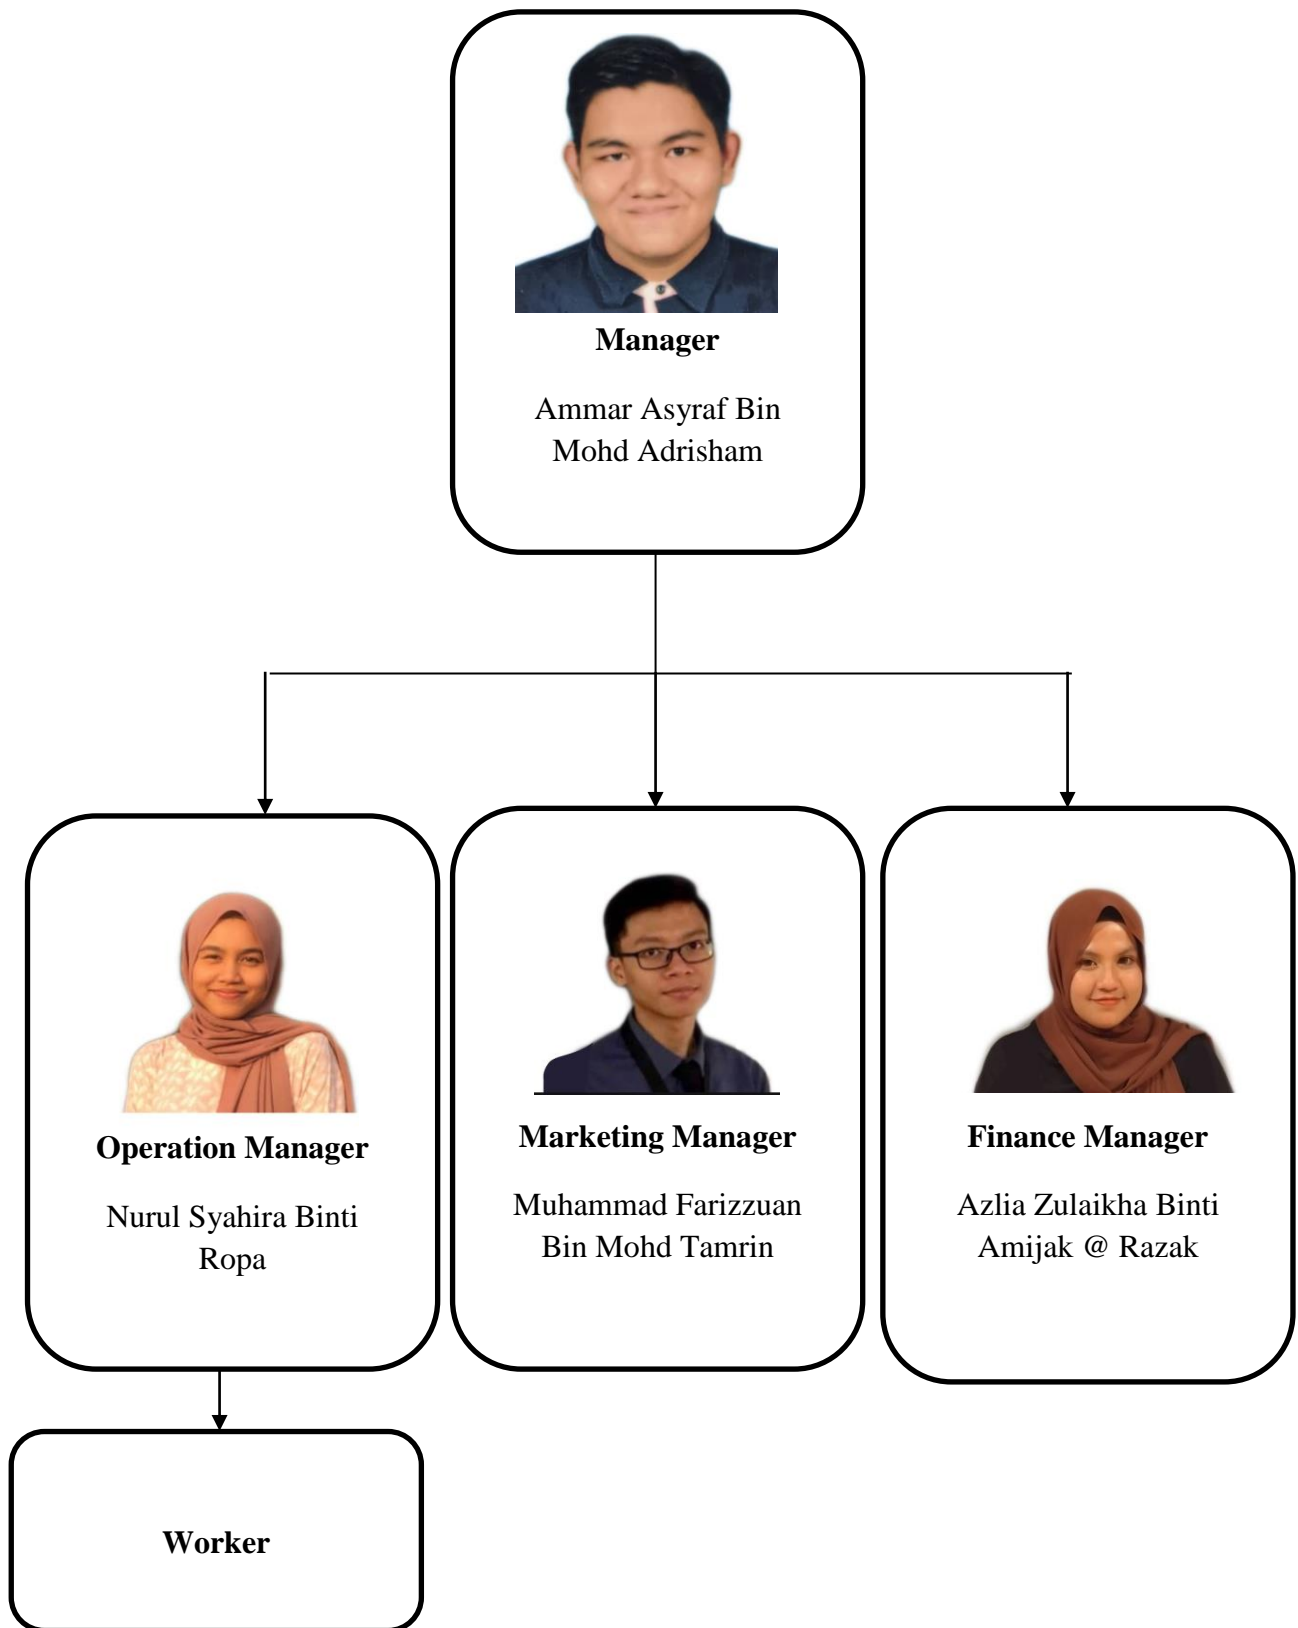 Manager
Ammar Asyraf Bin
Mohd Adrisham
Operation Manager
Nurul Syahira Binti
Ropa
Marketing Manager
Muhammad Farizzuan
Bin Mohd Tamrin
Finance Manager
Azlia Zulaikha Binti
Amijak @ Razak
Worker